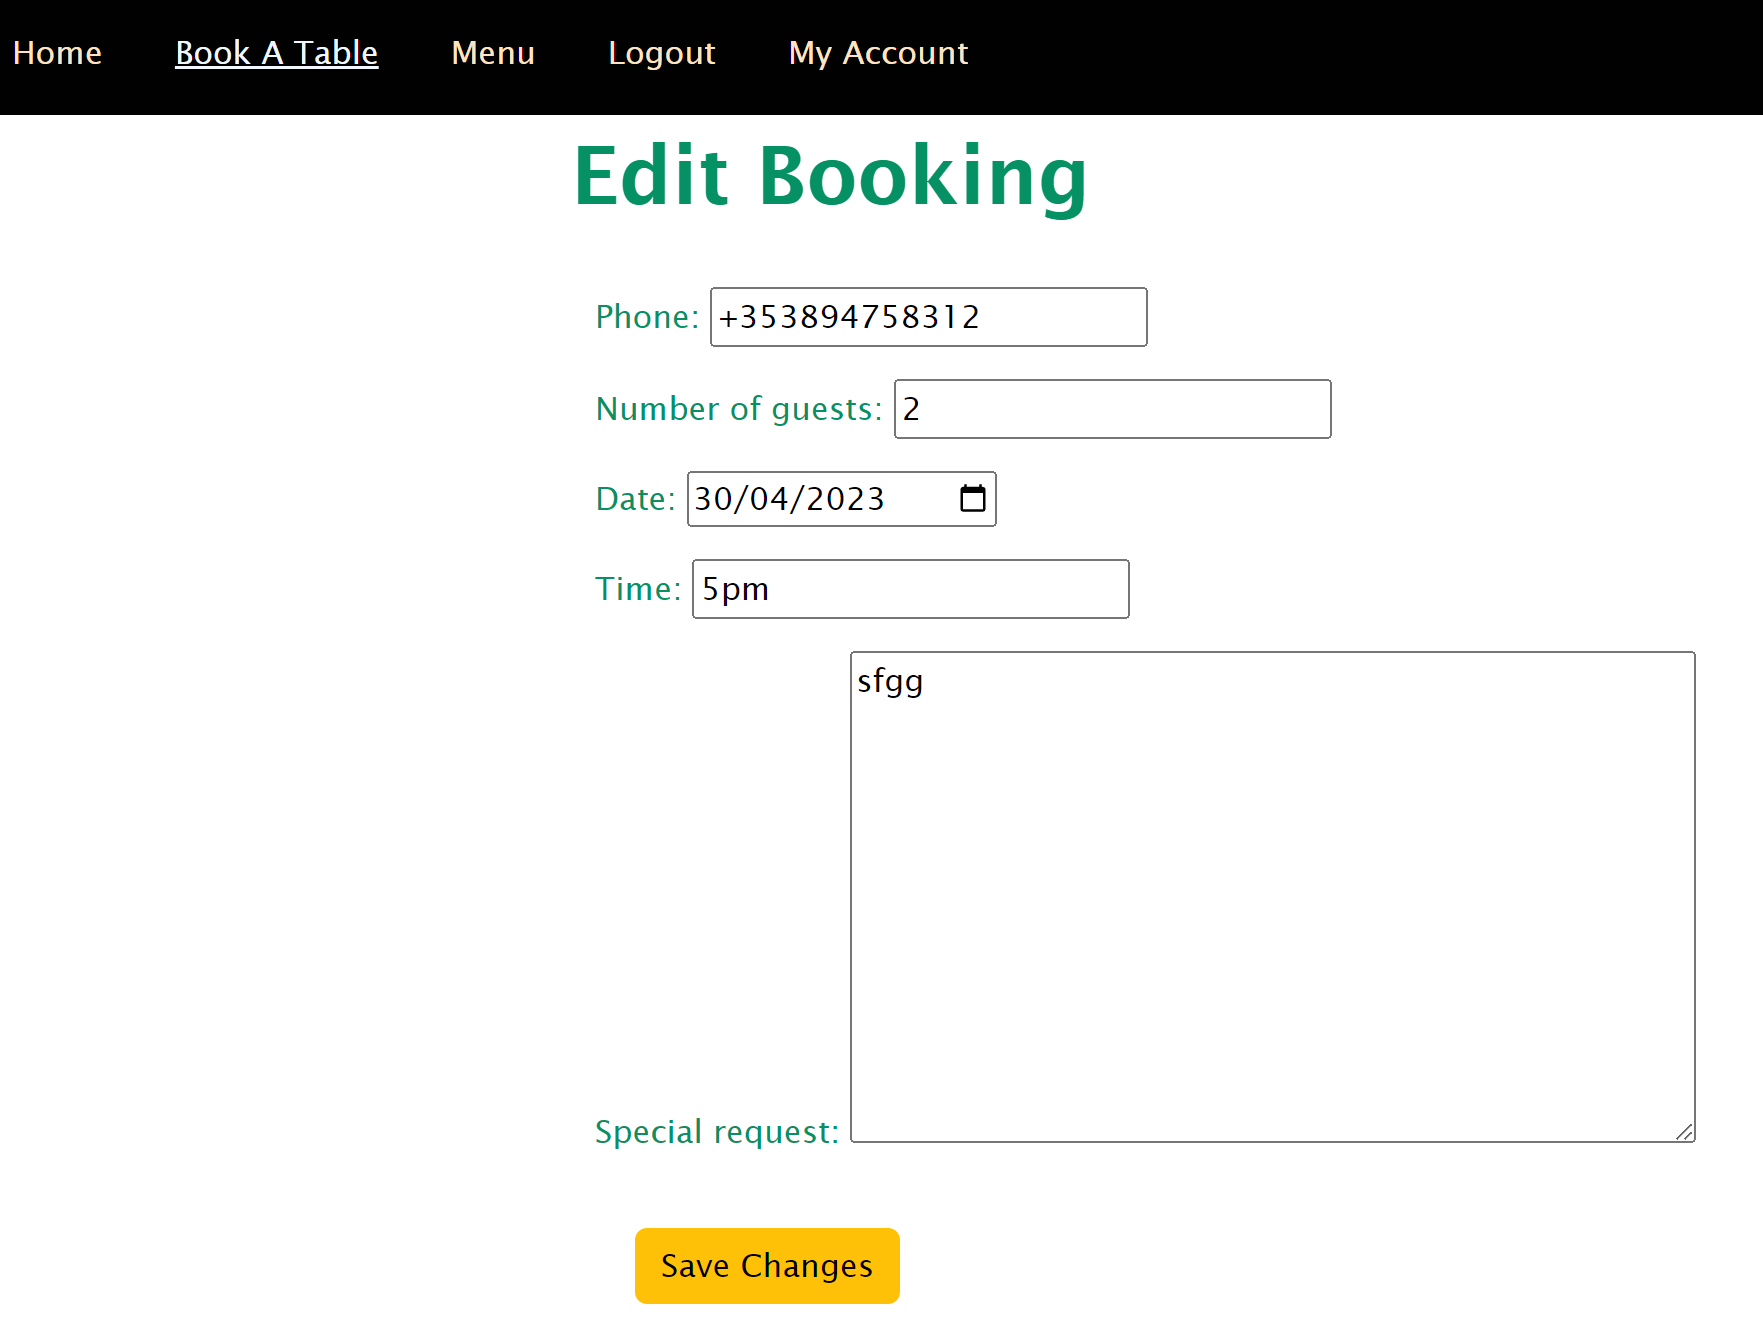 Home Book A Table Menu Logout My Account
Edit Booking
Phone: +353894758312
Number of guests: 2
Date: 30/04/2023
Time: 5pm
sfgg
Special request:
Save Changes